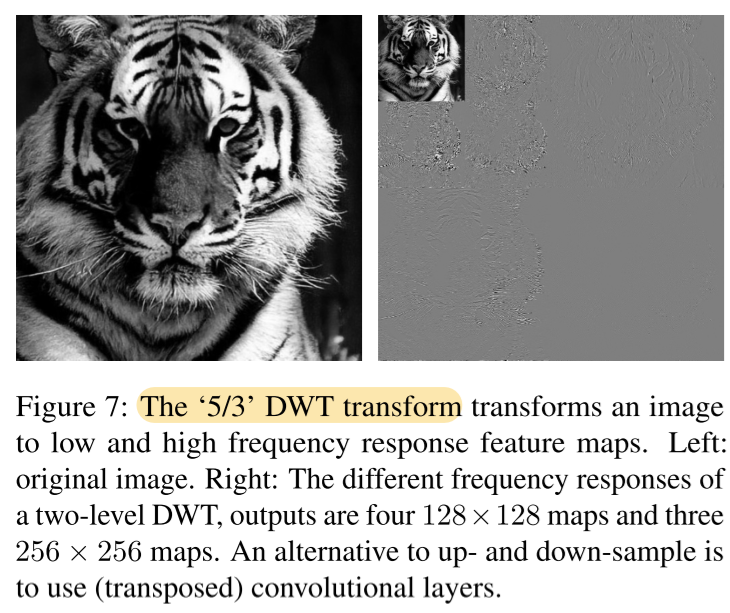 Figure 7: The ‘5/3’ DWT transform transforms an image
to low and high frequency response feature maps. Left:
original image. Right: The different frequency responses of
a two-level DWT, outputs are four 128 × 128 maps and three
256 × 256 maps. An alternative to up- and down-sample is
to use (transposed) convolutional layers.